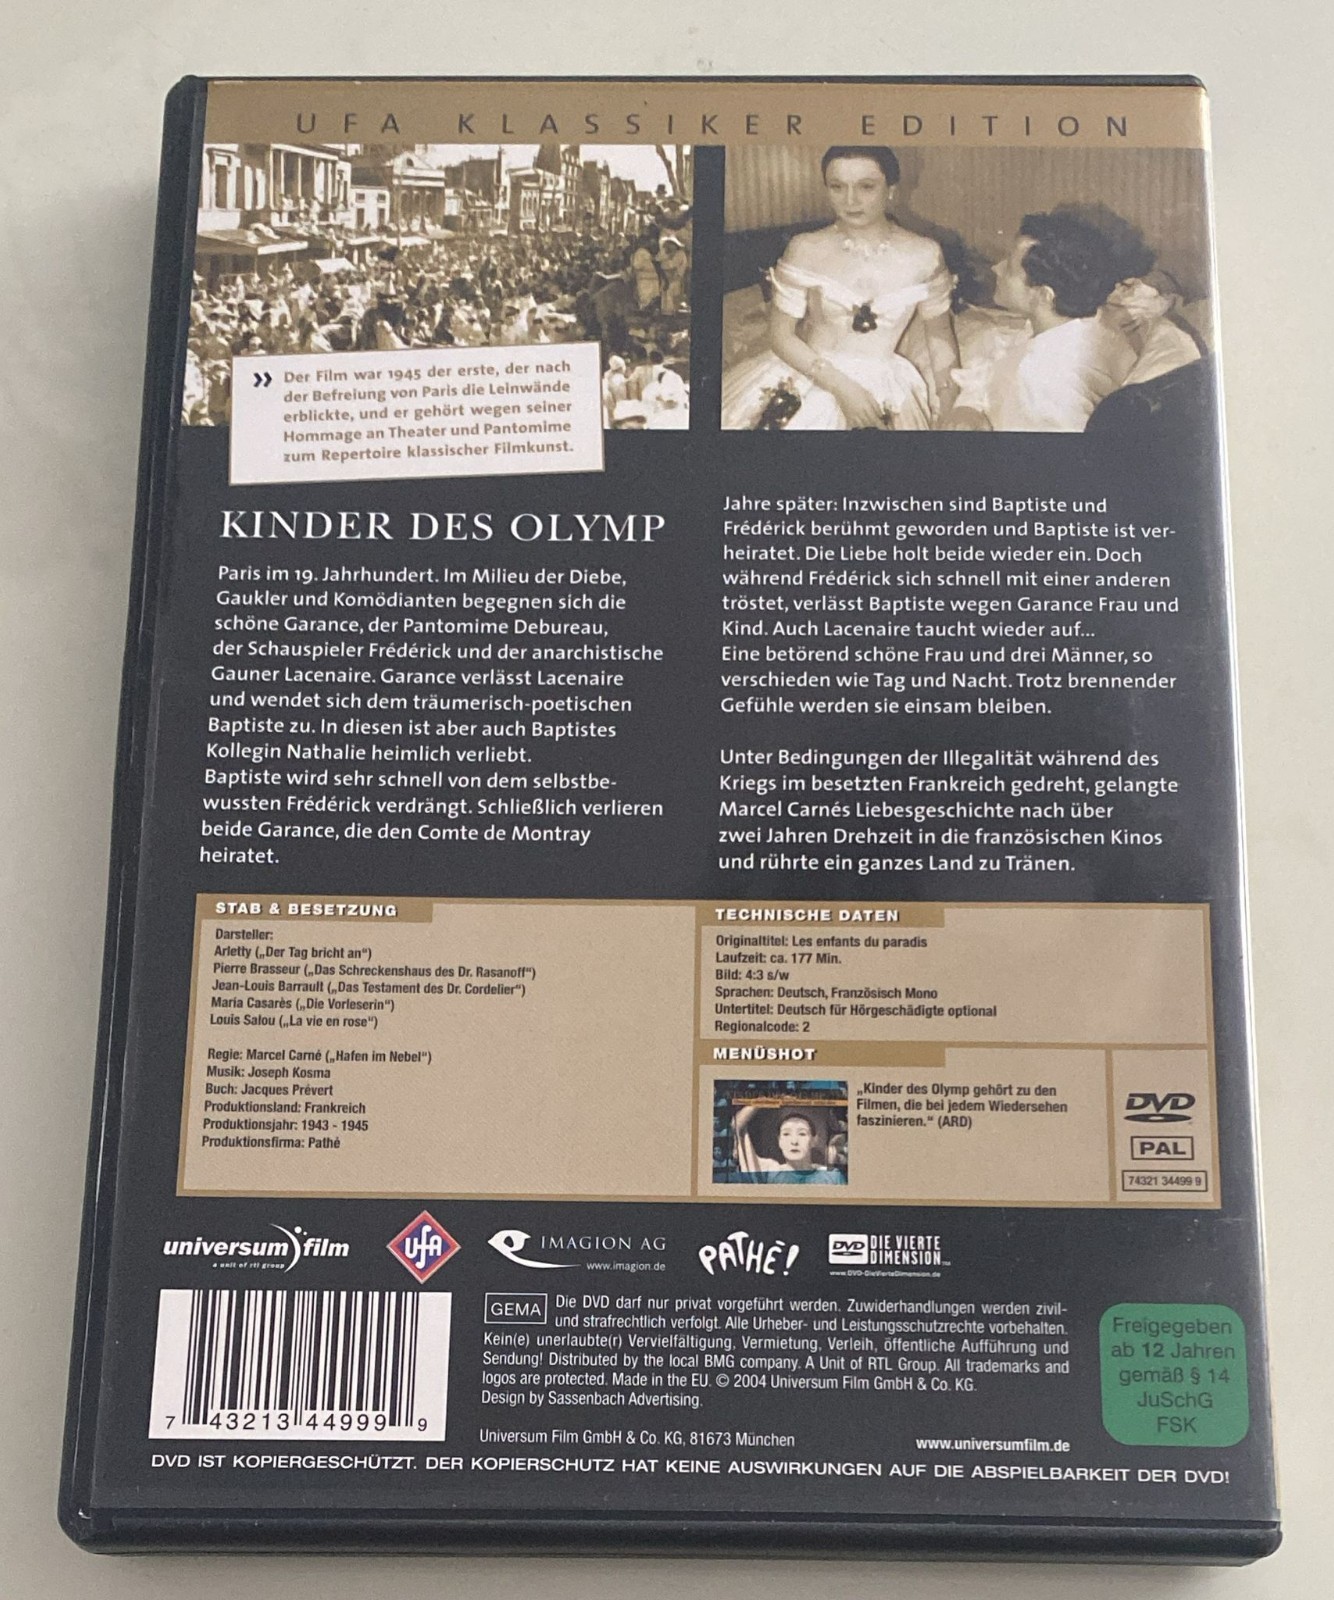 UFA KLASSIKER EDITION
» Der Film war 1945 der erste, der nach
der Befreiung von Paris die Leinwände
erblickte, und er gehört wegen seiner
Hommage an Theater und Pantomime
zum Repertoire klassischer Filmkunst.
KINDER DES OLYMP
Paris im 19. Jahrhundert. Im Milieu der Diebe,
Gaukler und Komödianten begegnen sich die
schöne Garance, der Pantomime Debureau,
der Schauspieler Frédérick und der anarchistische
Gauner Lacenaire. Garance verlässt Lacenaire
und wendet sich dem träumerisch-poetischen
Baptiste zu. In diesen ist aber auch Baptistes
Kollegin Nathalie heimlich verliebt.
Baptiste wird sehr schnell von dem selbstbe-
wussten Frédérick verdrängt. Schließlich verlieren
beide Garance, die den Comte de Montray
heiratet.
Jahre später: Inzwischen sind Baptiste und
Frédérick berühmt geworden und Baptiste ist ver-
heiratet. Die Liebe holt beide wieder ein. Doch
während Frédérick sich schnell mit einer anderen
tröstet, verlässt Baptiste wegen Garance Frau und
Kind. Auch Lacenaire taucht wieder auf...
Eine betörend schöne Frau und drei Männer, so
verschieden wie Tag und Nacht. Trotz brennender
Gefühle werden sie einsam bleiben.
Unter Bedingungen der Illegalität während des
Kriegs im besetzten Frankreich gedreht, gelangte
Marcel Carnés Liebesgeschichte nach über
zwei Jahren Drehzeit in die französischen Kinos
und rührte ein ganzes Land zu Tränen.
STAB & BESETZUNG
Darsteller:
Arletty („Der Tag bricht an“)
Pierre Brasseur („Das Schreckenshaus des Dr. Rasanoff“)
Jean-Louis Barrault („Das Testament des Dr. Cordelier“)
Maria Casarès („Die Vorleserin“)
Louis Salou („La vie en rose“)
Regie: Marcel Carné („Hafen im Nebel“)
Musik: Joseph Kosma
Buch: Jacques Prévert
Produktionsland: Frankreich
Produktionsjahr: 1943 - 1945
Produktionsfirma: Pathé
TECHNISCHE DATEN
Originaltitel: Les enfants du paradis
Laufzeit: ca. 177 Min.
Bild: 4:3 s/w
Sprachen: Deutsch, Französisch Mono
Untertitel: Deutsch für Hörgeschädigte optional
Regionalcode: 2
MENÜSHOT
„Kinder des Olymp gehört zu den
Filmen, die bei jedem Wiedersehen
faszinieren.“ (ARD)
DVD
PAL
74321 34499 9
universum film
a unit of rtl group
UFA
IMAGION AG
www.imagion.de
PATHÉ!
DVD DIE VIERTE
DIMENSION
www.DVD-DieVierteDimension.de
GEMA Die DVD darf nur privat vorgeführt werden. Zuwiderhandlungen werden zivil-
und strafrechtlich verfolgt. Alle Urheber- und Leistungsschutzrechte vorbehalten.
Kein(e) unerlaubte(r) Vervielfältigung, Vermietung, Verleih, öffentliche Aufführung und
Sendung! Distributed by the local BMG company. A Unit of RTL Group. All trademarks and
logos are protected. Made in the EU. © 2004 Universum Film GmbH & Co. KG.
Design by Sassenbach Advertising.
Universum Film GmbH & Co. KG, 81673 München
www.universumfilm.de
Freigegeben
ab 12 Jahren
gemäß § 14
JuSchG
FSK
7 43213 44999 9
DVD IST KOPIERGESCHÜTZT. DER KOPIERSCHUTZ HAT KEINE AUSWIRKUNGEN AUF DIE ABSPIELBARKEIT DER DVD!